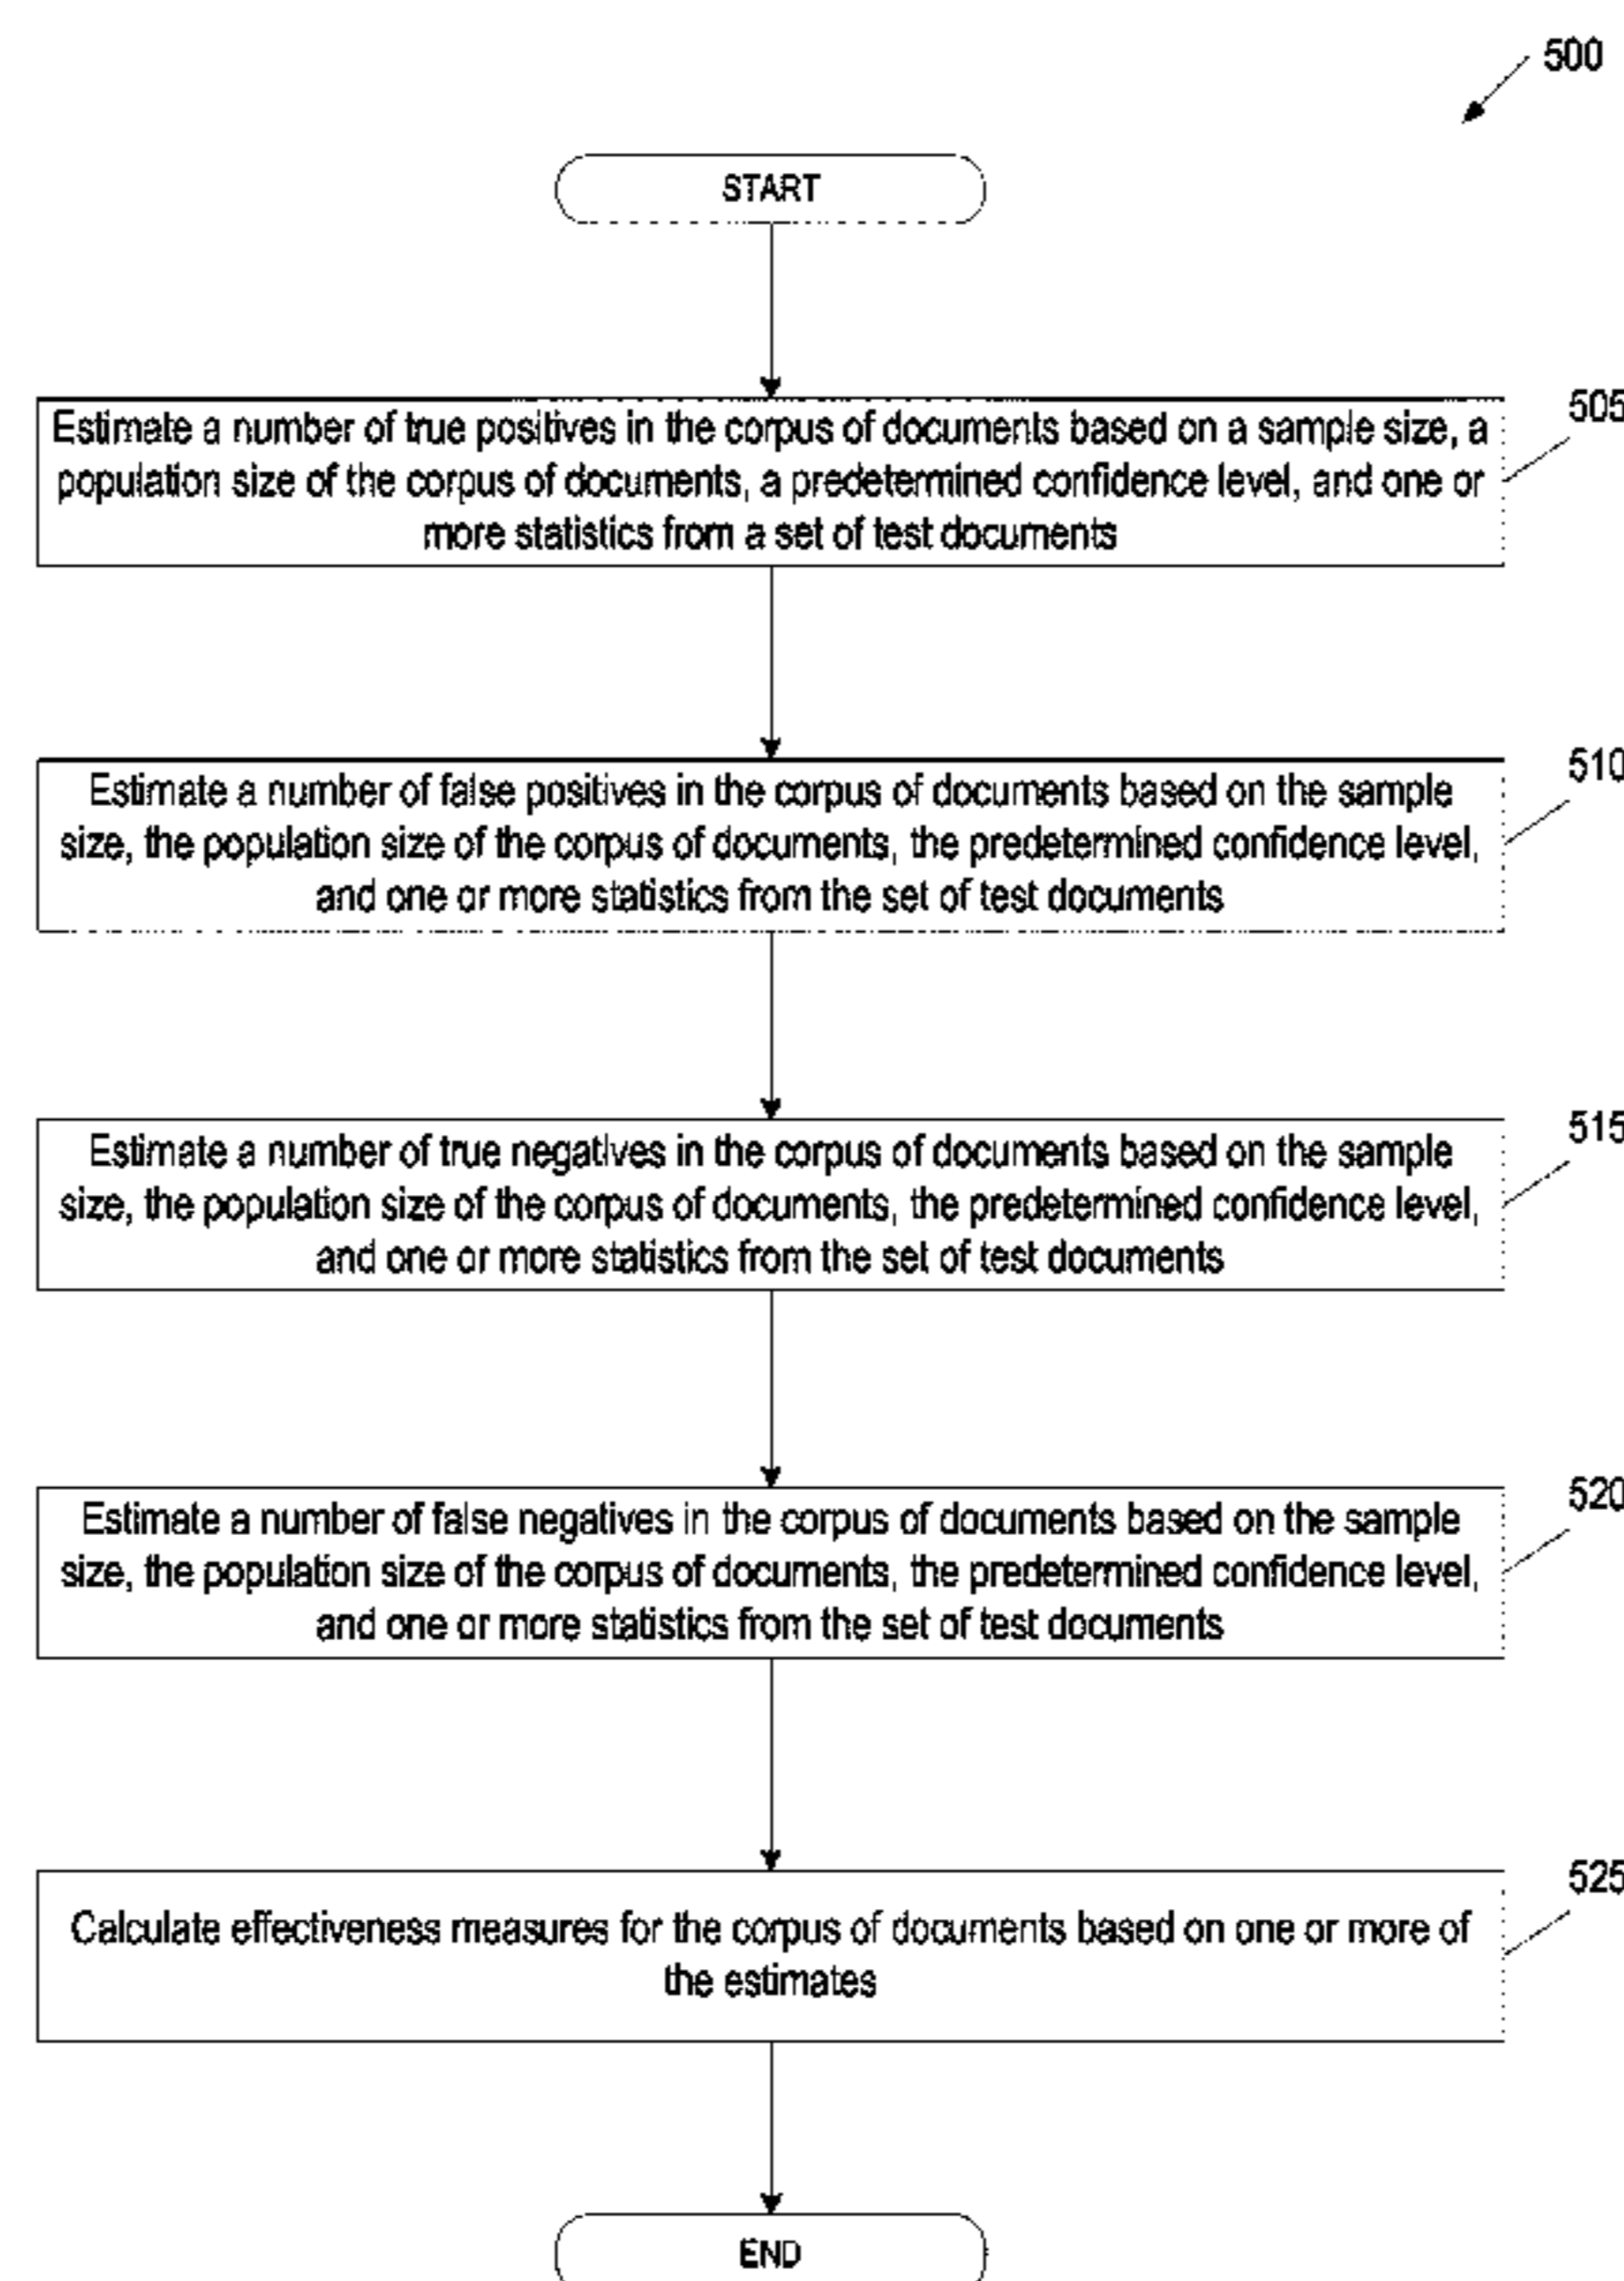 500
START
505
Estimate a number of true positives in the corpus of documents based on a sample size, a
population size of the corpus of documents, a predetermined confidence level, and one or
more statistics from a set of test documents
510
Estimate a number of false positives in the corpus of documents based on the sample
size, the population size of the corpus of documents, the predetermined confidence level,
and one or more statistics from the set of test documents
515
Estimate a number of true negatives in the corpus of documents based on the sample
size, the population size of the corpus of documents, the predetermined confidence level,
and one or more statistics from the set of test documents
520
Estimate a number of false negatives in the corpus of documents based on the sample
size, the population size of the corpus of documents, the predetermined confidence level,
and one or more statistics from the set of test documents
525
Calculate effectiveness measures for the corpus of documents based on one or more of
the estimates
END